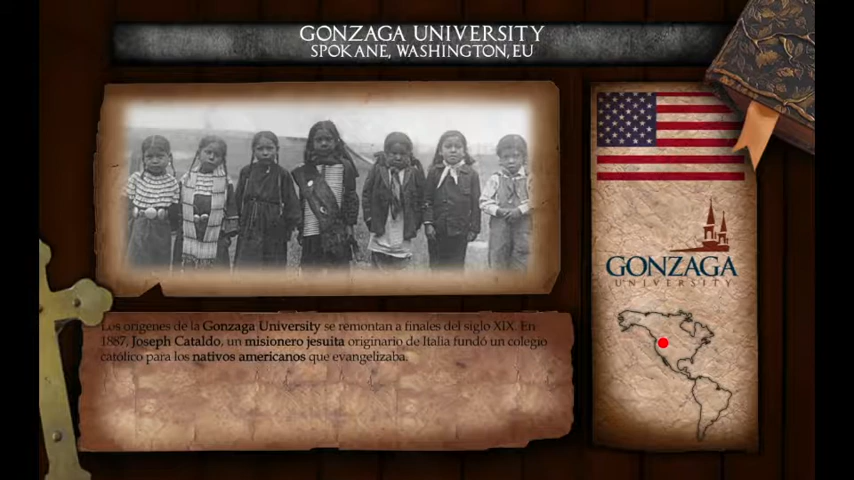 GONZAGA UNIVERSITY
SPOKANE, WASHINGTON, EU
GONZAGA
UNIVERSITY
Los orígenes de la Gonzaga University se remontan a finales del siglo XIX. En
1887, Joseph Cataldo, un misionero jesuita originario de Italia fundó un colegio
católico para los nativos americanos que evangelizaba.